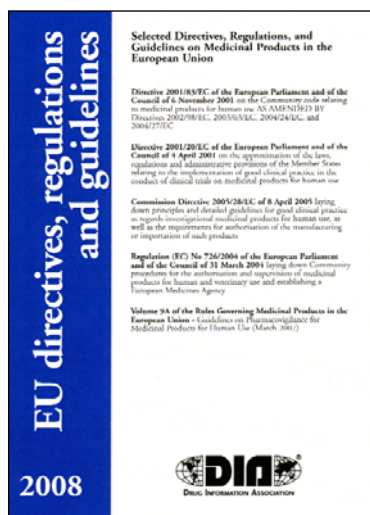 EU directives, regulations
and guidelines
2008
Selected Directives, Regulations, and
Guidelines on Medicinal Products in the
European Union
Directive 2001/83/EC of the European Parliament and of the
Council of 6 November 2001 on the Community code relating
to medicinal products for human use AS AMENDED BY
Directives 2002/98/EC, 2003/63/EC, 2004/24/EC, and
2004/27/EC
Directive 2001/20/EC of the European Parliament and of the
Council of 4 April 2001 on the approximation of the laws,
regulations and administrative provisions of the Member States
relating to the implementation of good clinical practice in the
conduct of clinical trials on medicinal products for human use
Commission Directive 2005/28/EC of 8 April 2005 laying
down principles and detailed guidelines for good clinical practice
as regards investigational medicinal products for human use, as
well as the requirements for authorisation of the manufacturing
or importation of such products
Regulation (EC) No 726/2004 of the European Parliament
and of the Council of 31 March 2004 laying down Community
procedures for the authorisation and supervision of medicinal
products for human and veterinary use and establishing a
European Medicines Agency
Volume 9A of the Rules Governing Medicinal Products in the
European Union - Guidelines on Pharmacovigilance for
Medicinal Products for Human Use (March 2007)
DIA®
DRUG INFORMATION ASSOCIATION